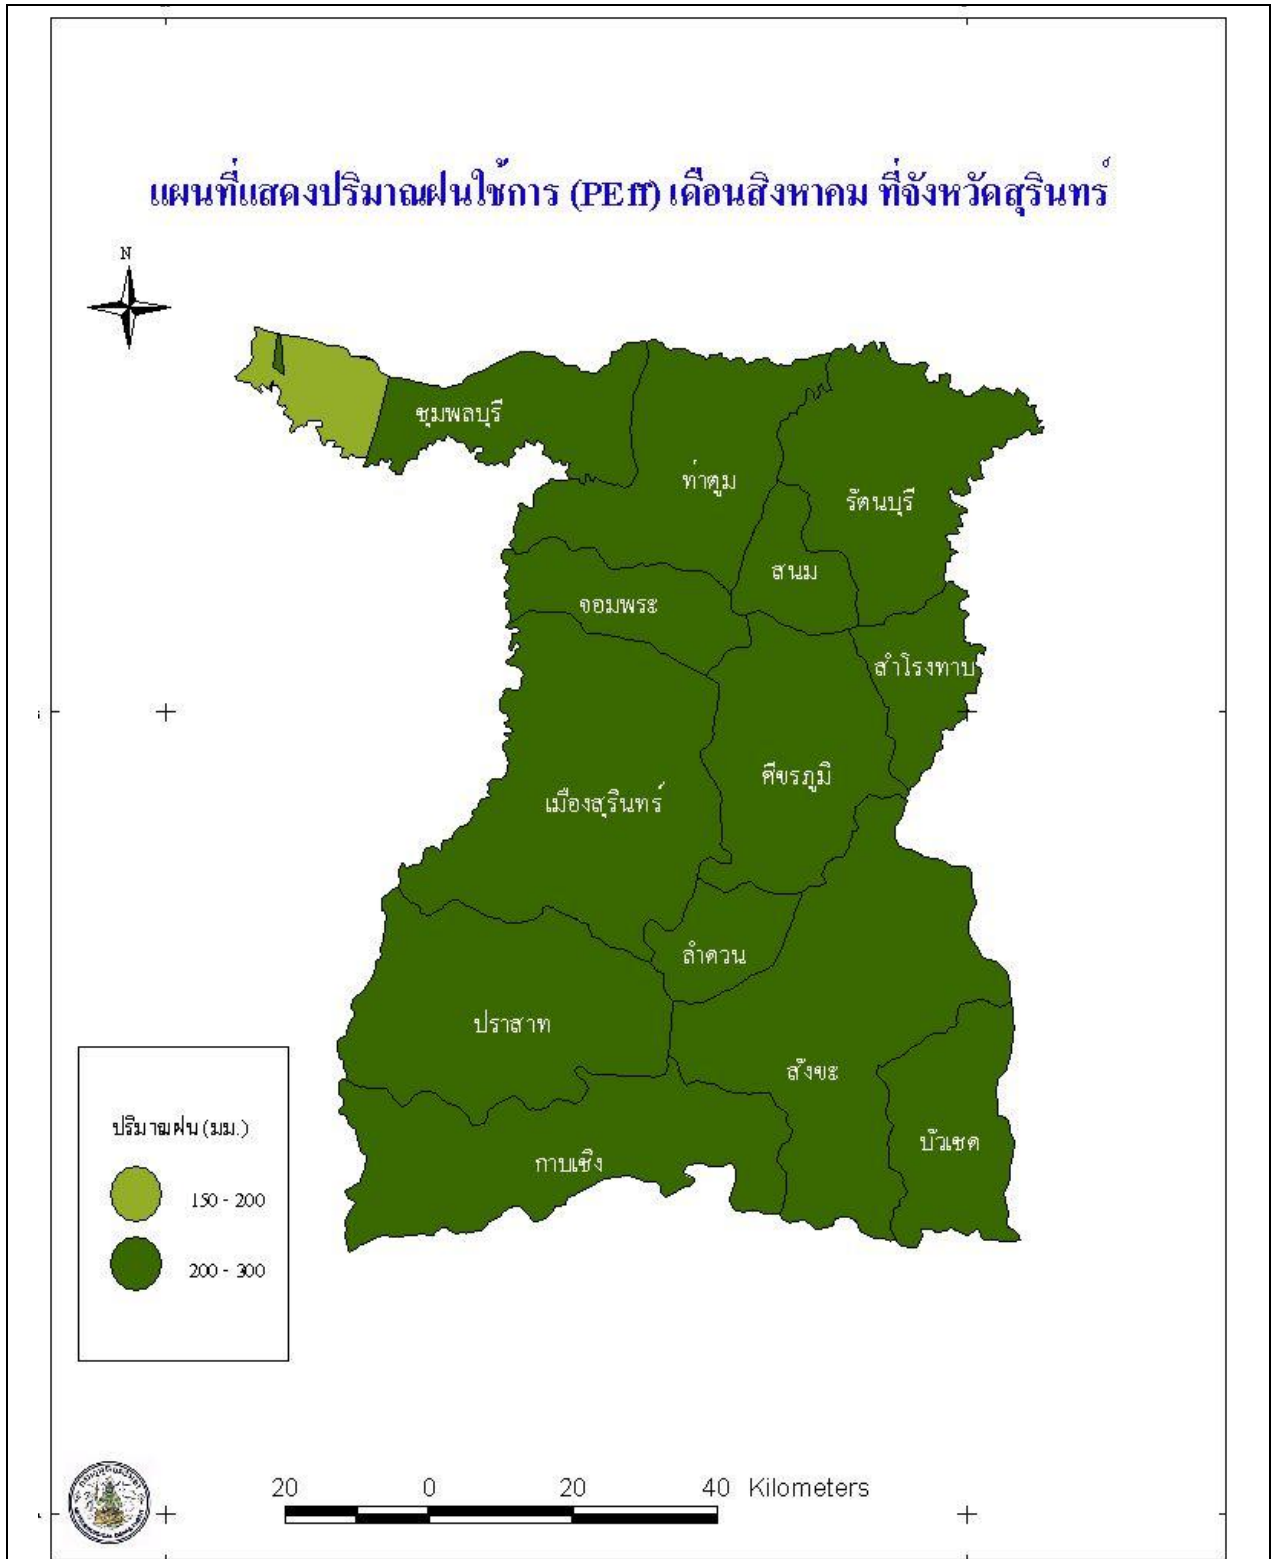 แผนที่แสดงปริมาณฝนใช้การ (PEff) เดือนสิงหาคม ที่จังหวัดสุรินทร์
N
ชุมพลบุรี
ท่าตูม
รัตนบุรี
สนม
จอมพระ
สำโรงทาบ
ศีขรภูมิ
เมืองสุรินทร์
ลำดวน
ปราสาท
สังขะ
บัวเชด
กาบเชิง
ปริมาณฝน (มม.)
150 - 200
200 - 300
20 0 20 40 Kilometers